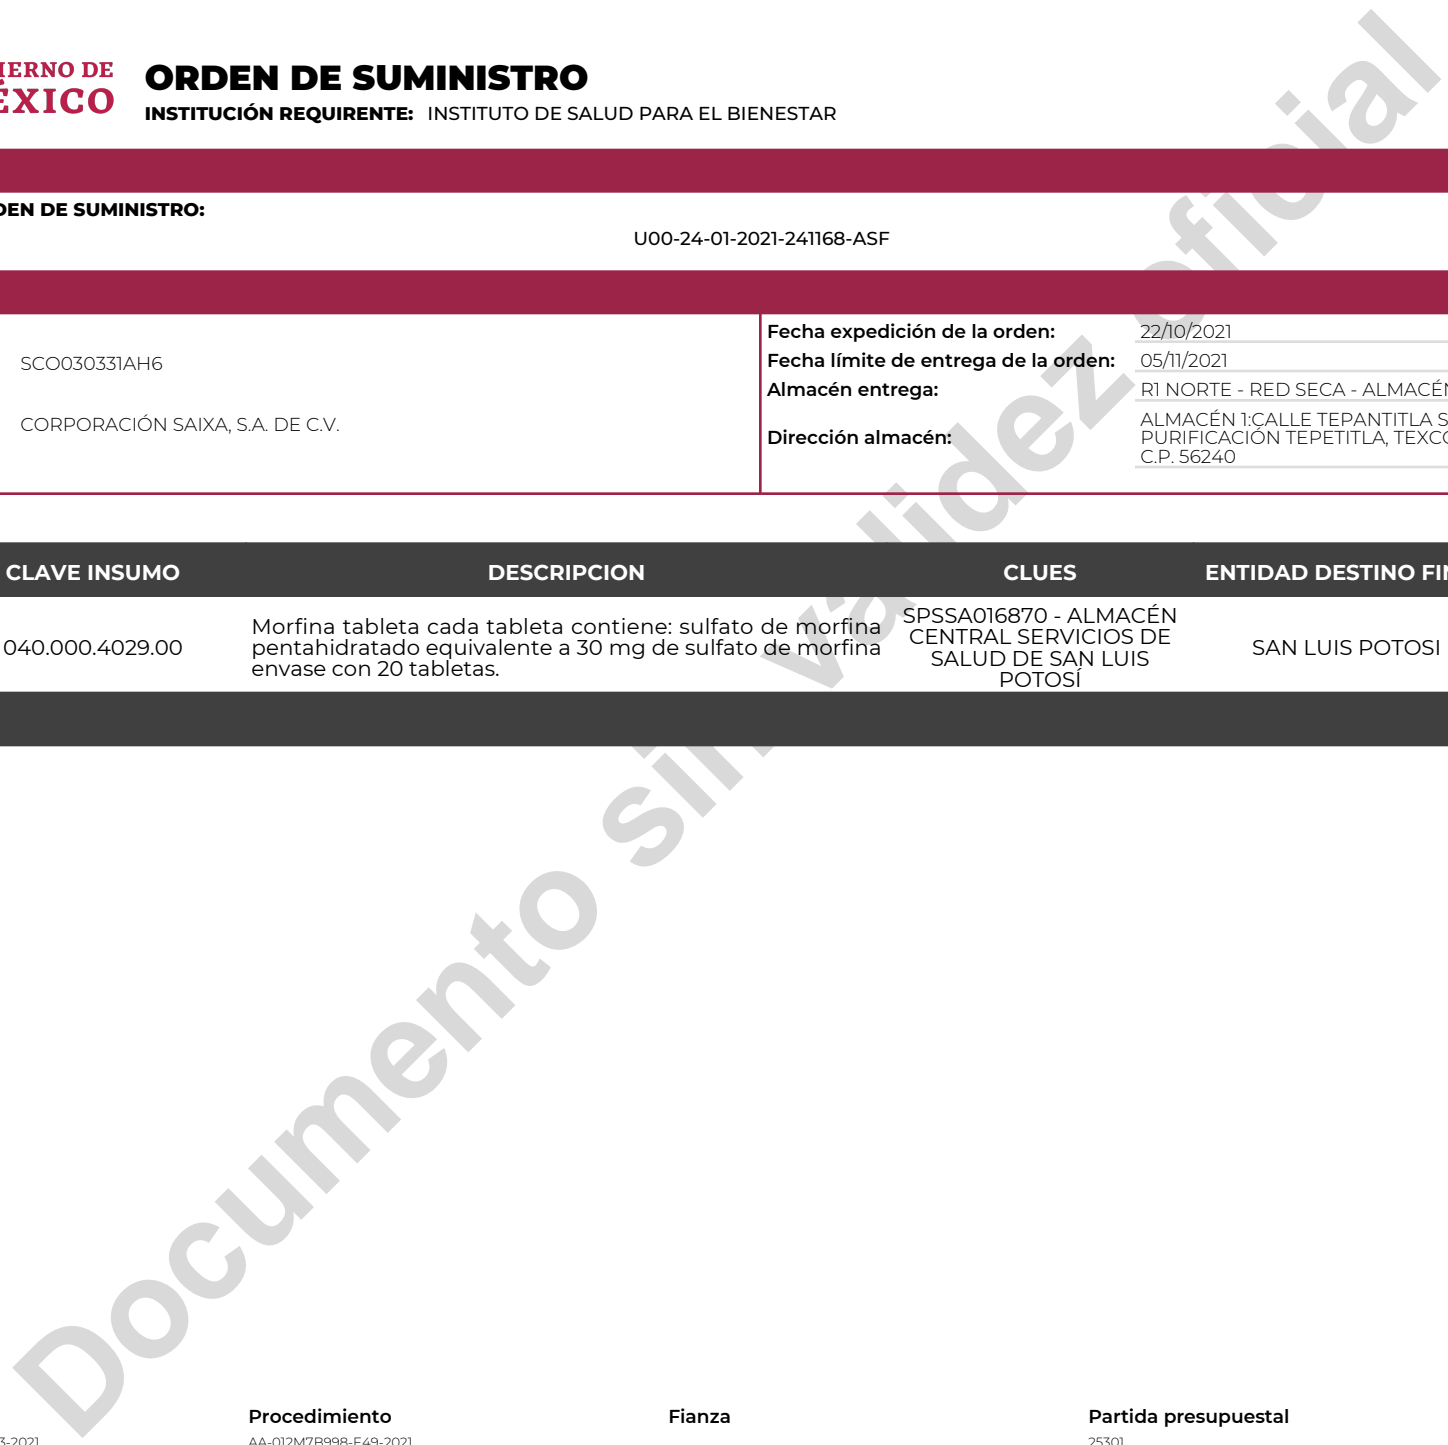 IERNO DE
ÉXICO
ORDEN DE SUMINISTRO
INSTITUCIÓN REQUIRENTE: INSTITUTO DE SALUD PARA EL BIENESTAR
DEN DE SUMINISTRO:
U00-24-01-2021-241168-ASF
SCO030331AH6
CORPORACIÓN SAIXA, S.A. DE C.V.
Fecha expedición de la orden: 22/10/2021
Fecha límite de entrega de la orden: 05/11/2021
Almacén entrega: R1 NORTE - RED SECA - ALMACÉN
Dirección almacén: ALMACÉN 1:CALLE TEPANTITLA S
PURIFICACIÓN TEPETITLA, TEXCO
C.P. 56240
CLAVE INSUMO DESCRIPCION CLUES ENTIDAD DESTINO FIN
040.000.4029.00
Morfina tableta cada tableta contiene: sulfato de morfina
pentahidratado equivalente a 30 mg de sulfato de morfina
envase con 20 tabletas.
SPSSA016870 - ALMACÉN
CENTRAL SERVICIOS DE
SALUD DE SAN LUIS
POTOSÍ
SAN LUIS POTOSI
Documento sin validez oficial
Procedimiento Fianza Partida presupuestal
3-2021 AA-012M7B998-E49-2021 25301